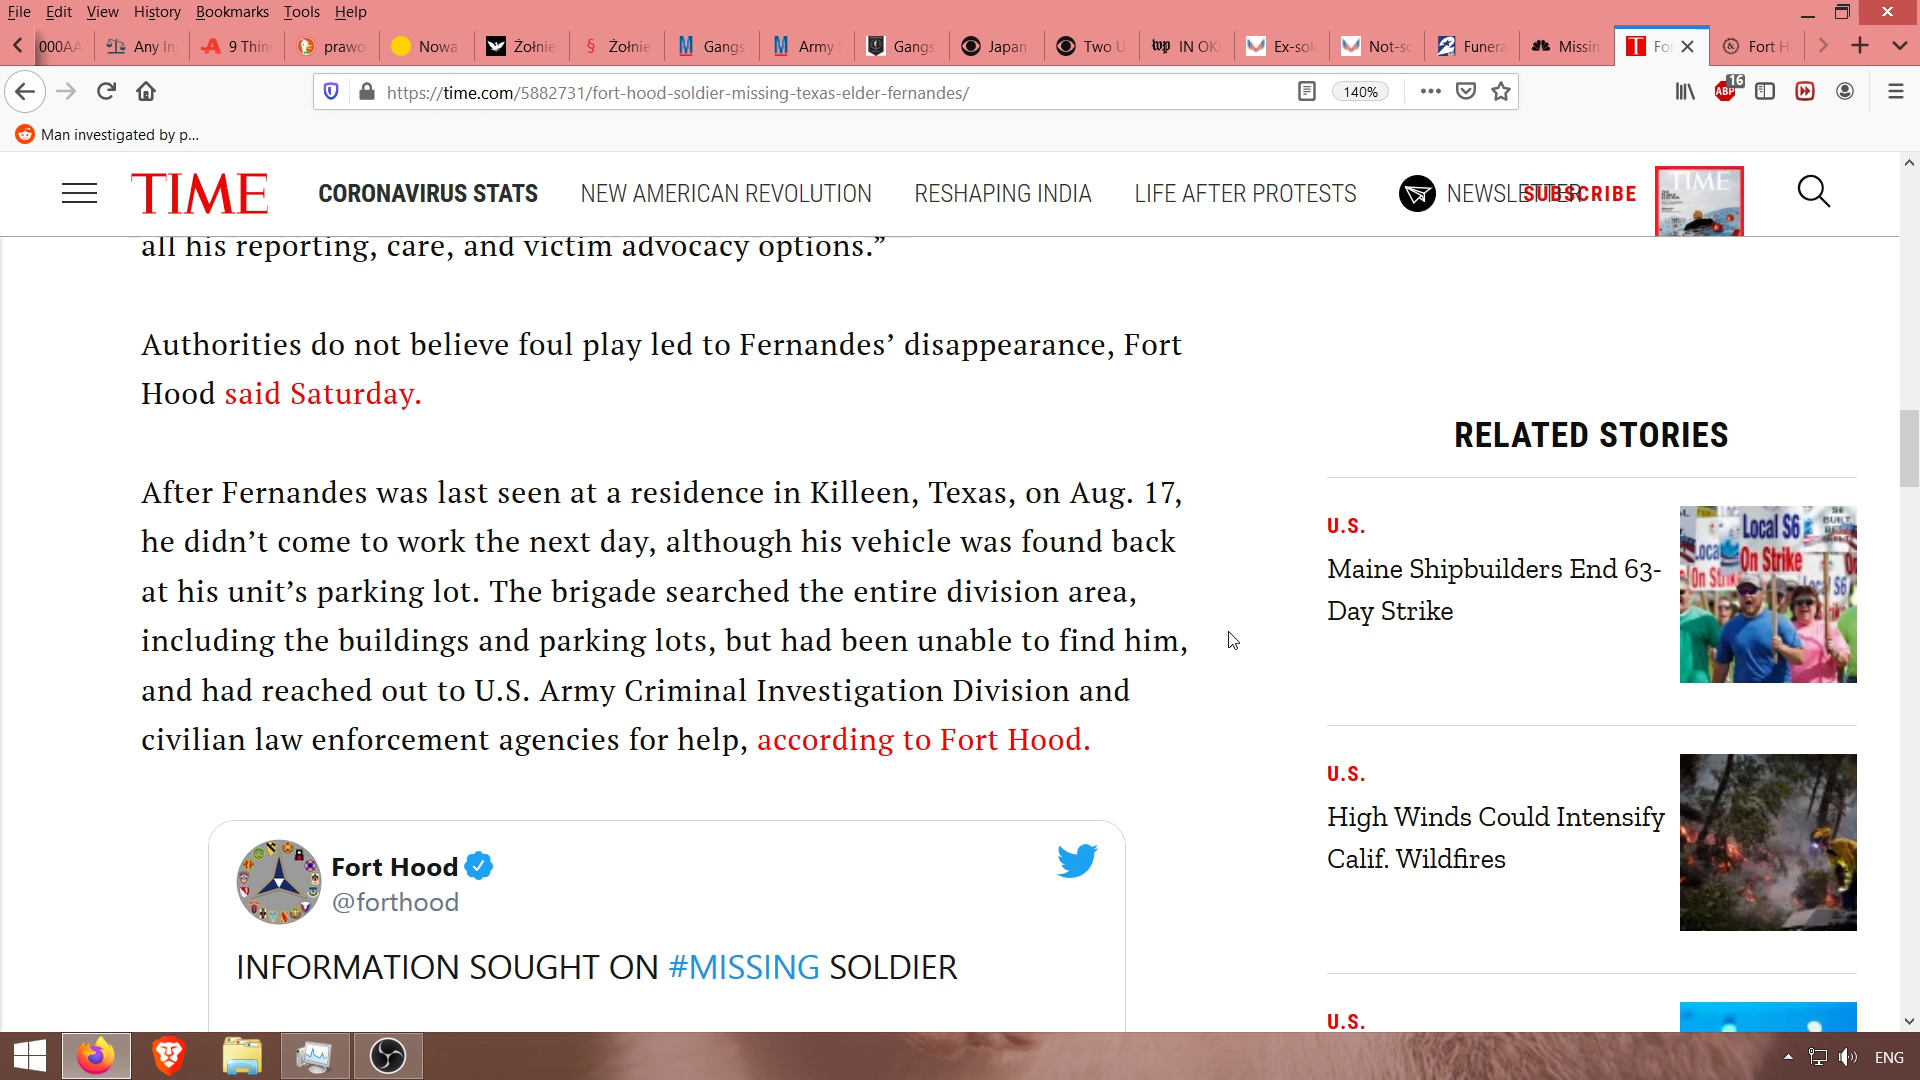 File Edit View History Bookmarks Tools Help
000AA Any In 9 Thin prawo Nowa Żołnie Żołnie Gangs Army S Gangs Japan Two U wp IN OK Ex-sol Not-so Funera Missin For Fort H
https://time.com/5882731/fort-hood-soldier-missing-texas-elder-fernandes/ 140% ABP 16
Man investigated by p...
TIME CORONAVIRUS STATS NEW AMERICAN REVOLUTION RESHAPING INDIA LIFE AFTER PROTESTS NEWSLETTER SUBSCRIBE TIME
all his reporting, care, and victim advocacy options.”
Authorities do not believe foul play led to Fernandes’ disappearance, Fort
Hood said Saturday.
After Fernandes was last seen at a residence in Killeen, Texas, on Aug. 17,
he didn’t come to work the next day, although his vehicle was found back
at his unit’s parking lot. The brigade searched the entire division area,
including the buildings and parking lots, but had been unable to find him,
and had reached out to U.S. Army Criminal Investigation Division and
civilian law enforcement agencies for help, according to Fort Hood.
Fort Hood
@forthood
INFORMATION SOUGHT ON #MISSING SOLDIER
RELATED STORIES
U.S.
Maine Shipbuilders End 63-
Day Strike
Local S6
On Strike
U.S.
High Winds Could Intensify
Calif. Wildfires
U.S.
ENG